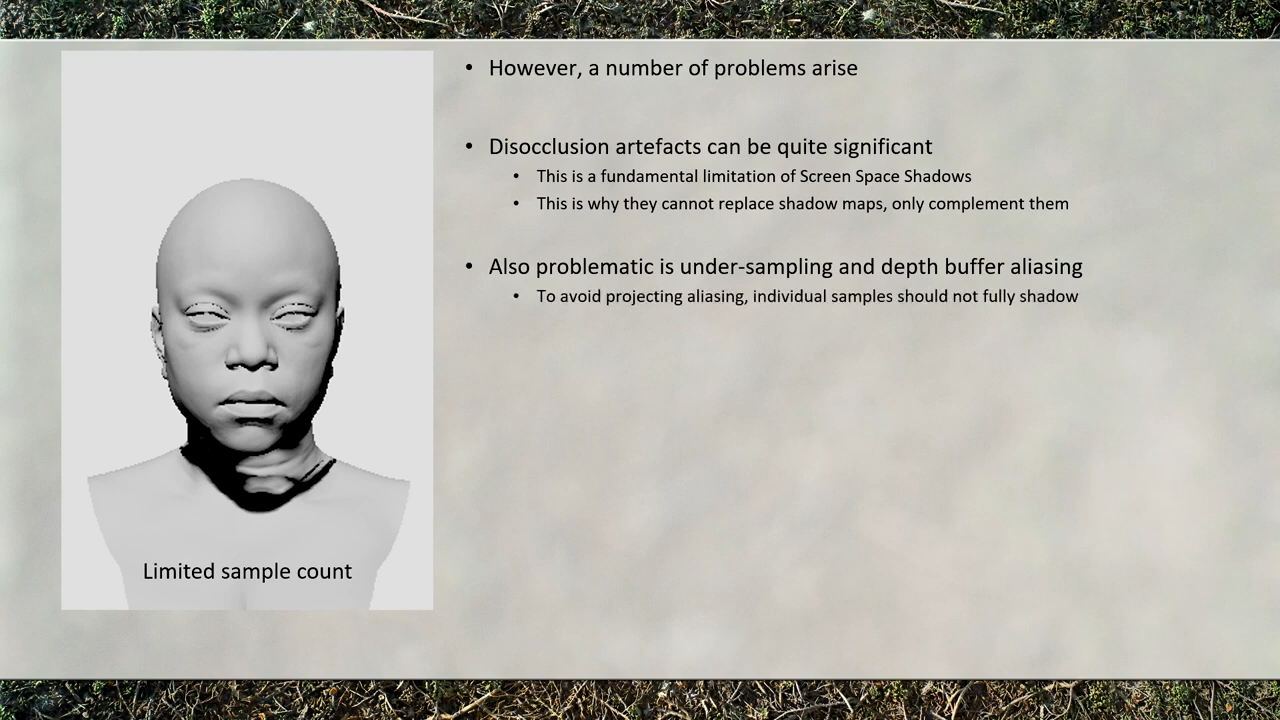 • However, a number of problems arise
• Disocclusion artefacts can be quite significant
• This is a fundamental limitation of Screen Space Shadows
• This is why they cannot replace shadow maps, only complement them
• Also problematic is under-sampling and depth buffer aliasing
• To avoid projecting aliasing, individual samples should not fully shadow
Limited sample count